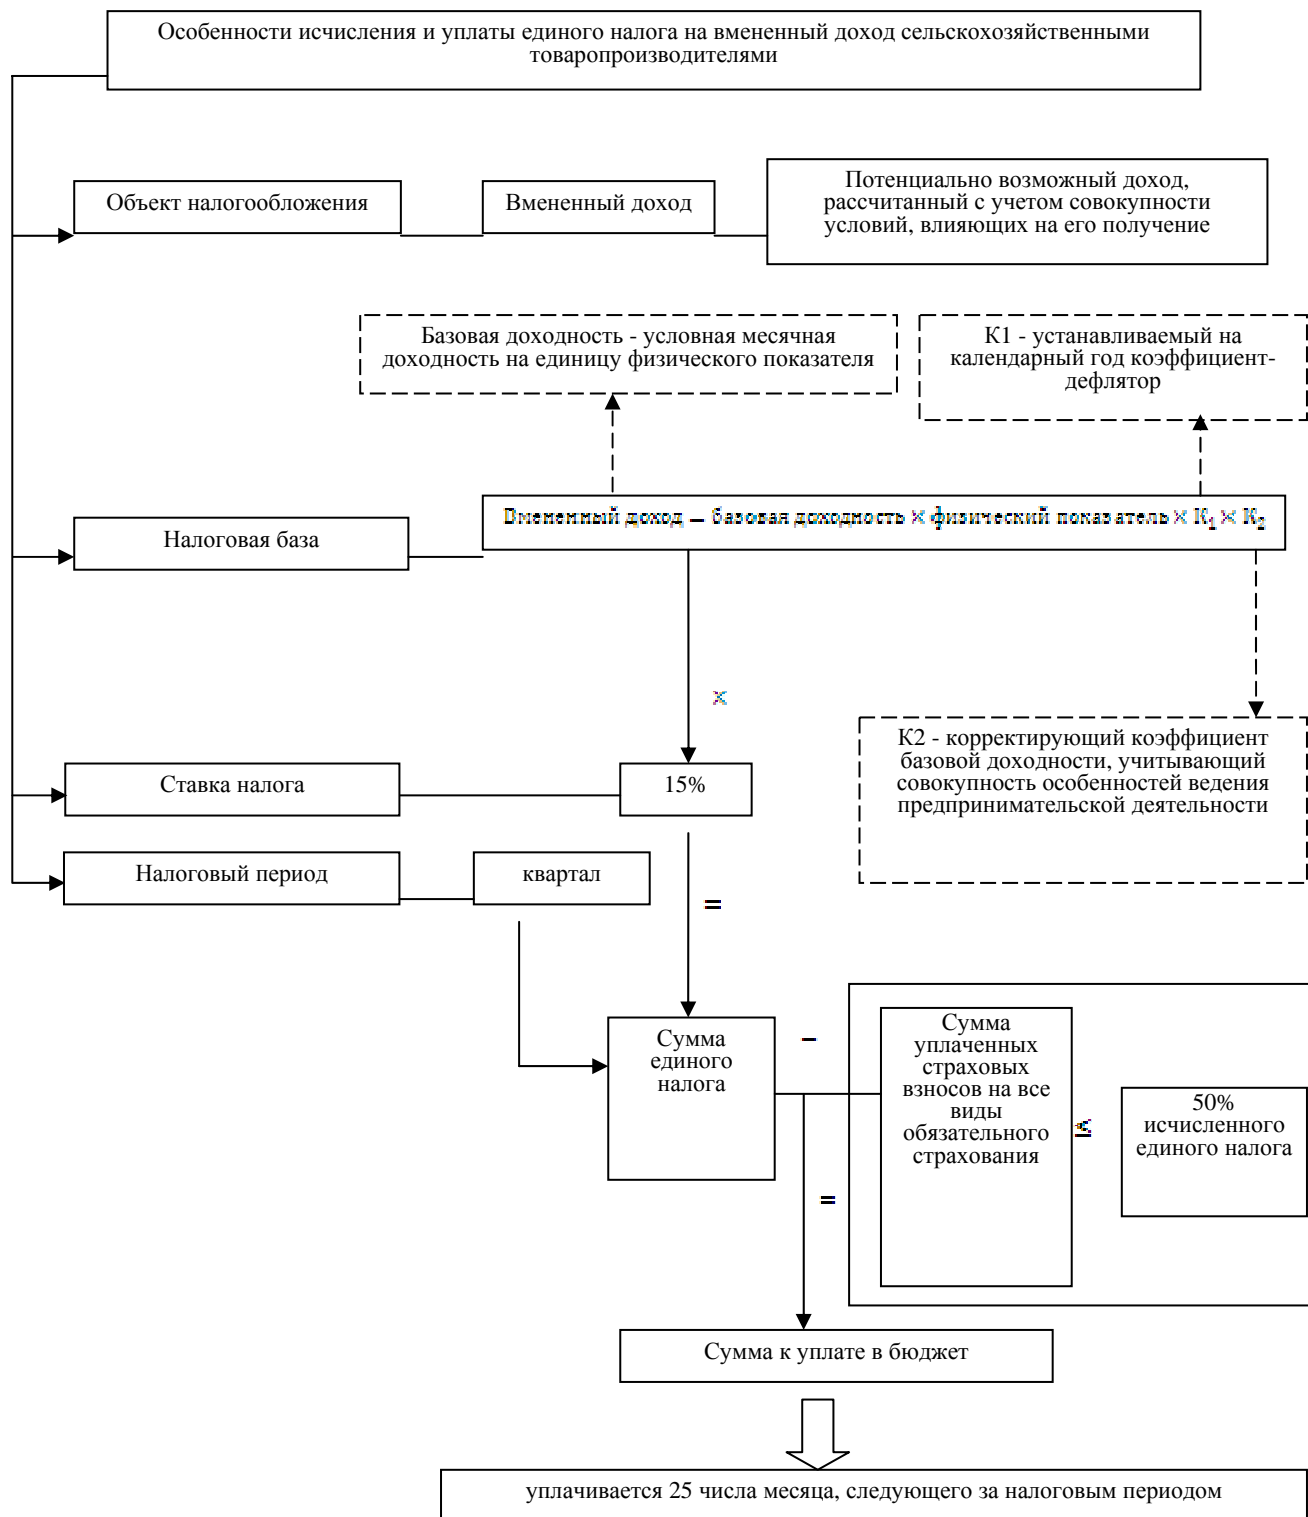 Особенности исчисления и уплаты единого налога на вмененный доход сельскохозяйственными
товаропроизводителями
Объект налогообложения
Вмененный доход
Потенциально возможный доход,
рассчитанный с учетом совокупности
условий, влияющих на его получение
Базовая доходность - условная месячная
доходность на единицу физического показателя
К1 - устанавливаемый на
календарный год коэффициент-
дефлятор
Налоговая база
Вмененный доход = базовая доходность × физический показатель × К₁ × К₂
×
К2 - корректирующий коэффициент
базовой доходности, учитывающий
совокупность особенностей ведения
предпринимательской деятельности
Ставка налога
15%
Налоговый период
квартал
=
Сумма
единого
налога
−
Сумма
уплаченных
страховых
взносов на все
виды
обязательного
страхования
≤
50%
исчисленного
единого налога
=
Сумма к уплате в бюджет
уплачивается 25 числа месяца, следующего за налоговым периодом